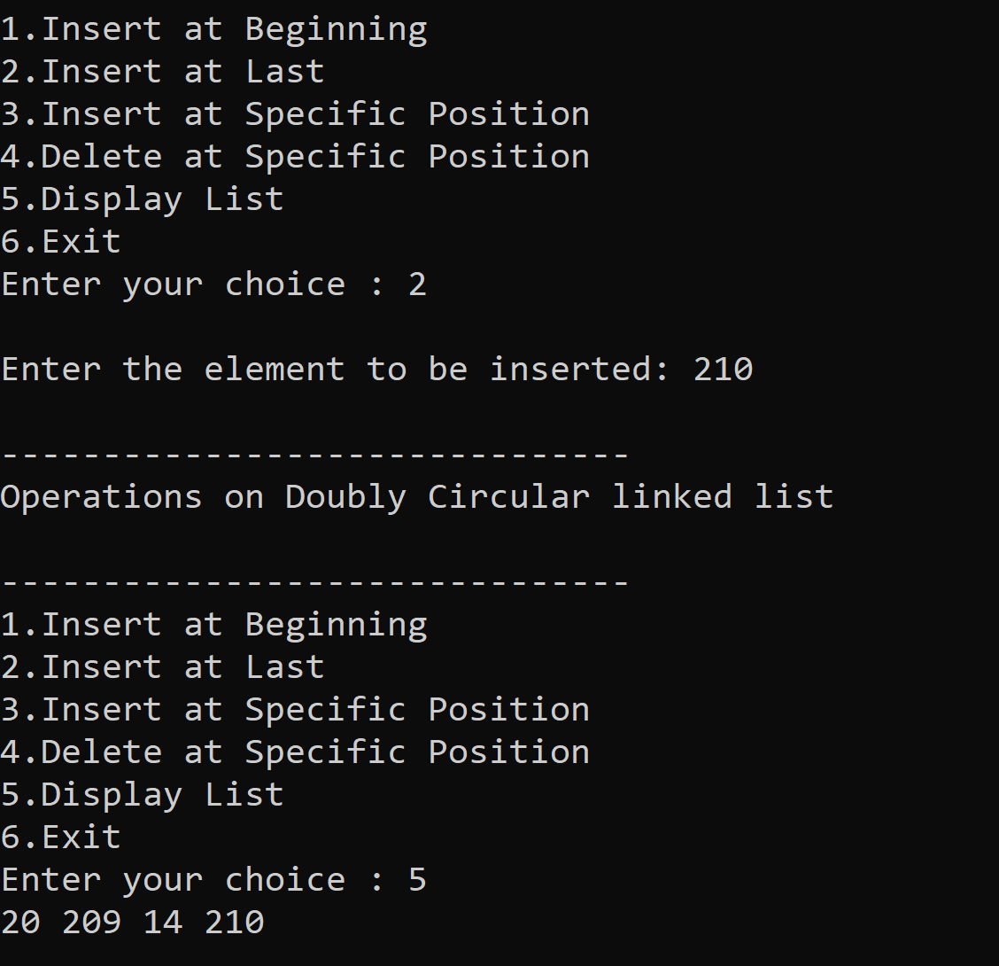 1.Insert at Beginning
2.Insert at Last
3.Insert at Specific Position
4.Delete at Specific Position
5.Display List
6.Exit
Enter your choice : 2
Enter the element to be inserted: 210
-------------------------------
Operations on Doubly Circular linked list
-------------------------------
1.Insert at Beginning
2.Insert at Last
3.Insert at Specific Position
4.Delete at Specific Position
5.Display List
6.Exit
Enter your choice : 5
20 209 14 210